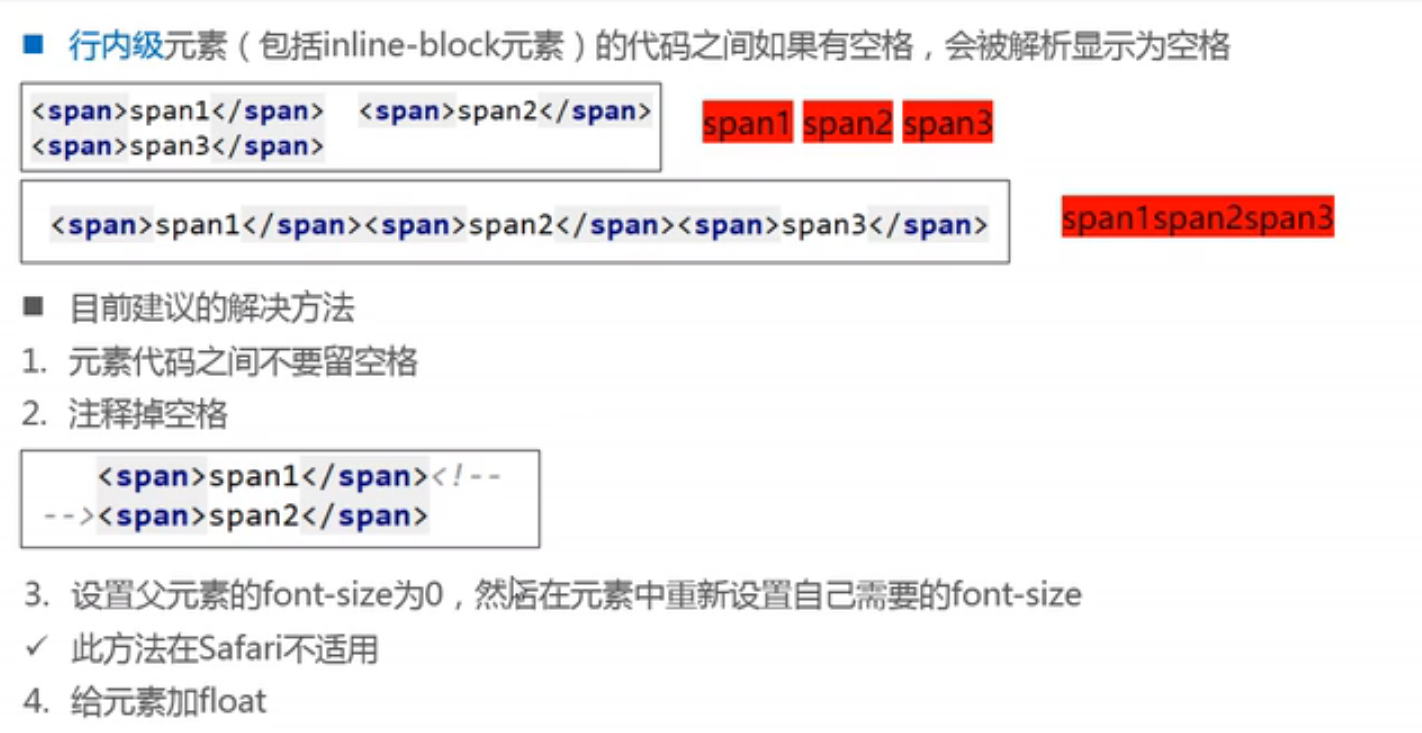 ■ 行内级元素（包括inline-block元素）的代码之间如果有空格，会被解析显示为空格
<span>span1</span>  <span>span2</span>
<span>span3</span>
span1 span2 span3
<span>span1</span><span>span2</span><span>span3</span>
span1span2span3
■ 目前建议的解决方法
1. 元素代码之间不要留空格
2. 注释掉空格
<span>span1</span><!--
--><span>span2</span>
3. 设置父元素的font-size为0，然后在元素中重新设置自己需要的font-size
✓ 此方法在Safari不适用
4. 给元素加float